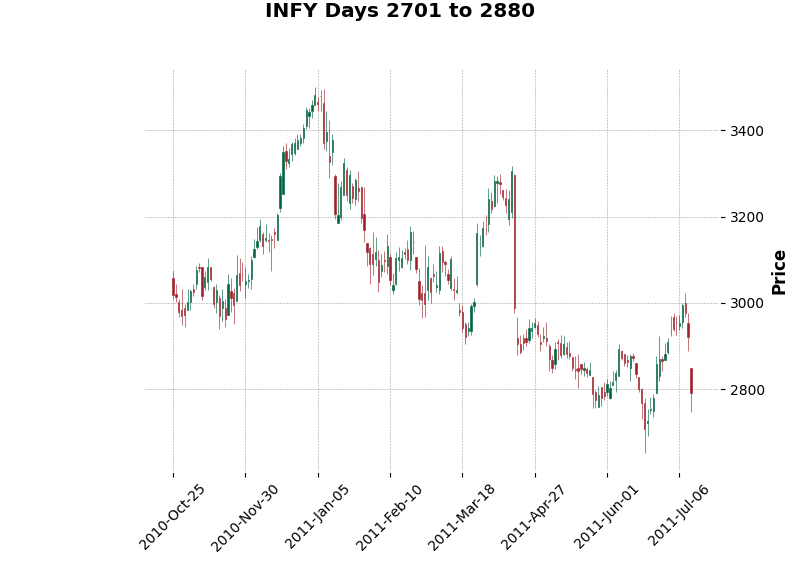 INFY Days 2701 to 2880
3400
3200
3000
2800
Price
2010-Oct-25
2010-Nov-30
2011-Jan-05
2011-Feb-10
2011-Mar-18
2011-Apr-27
2011-Jun-01
2011-Jul-06